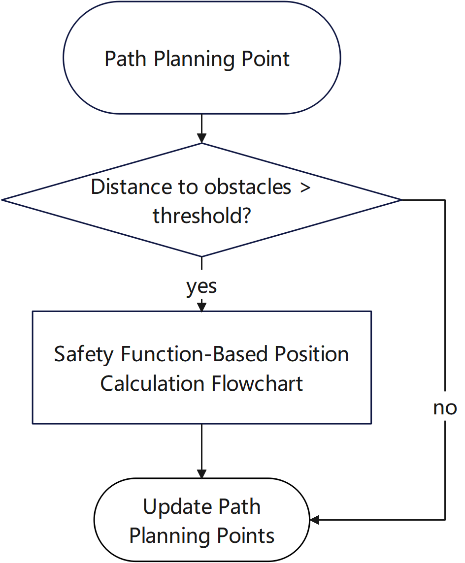 Path Planning Point
Distance to obstacles >
threshold?
yes
Safety Function-Based Position
Calculation Flowchart
no
Update Path
Planning Points